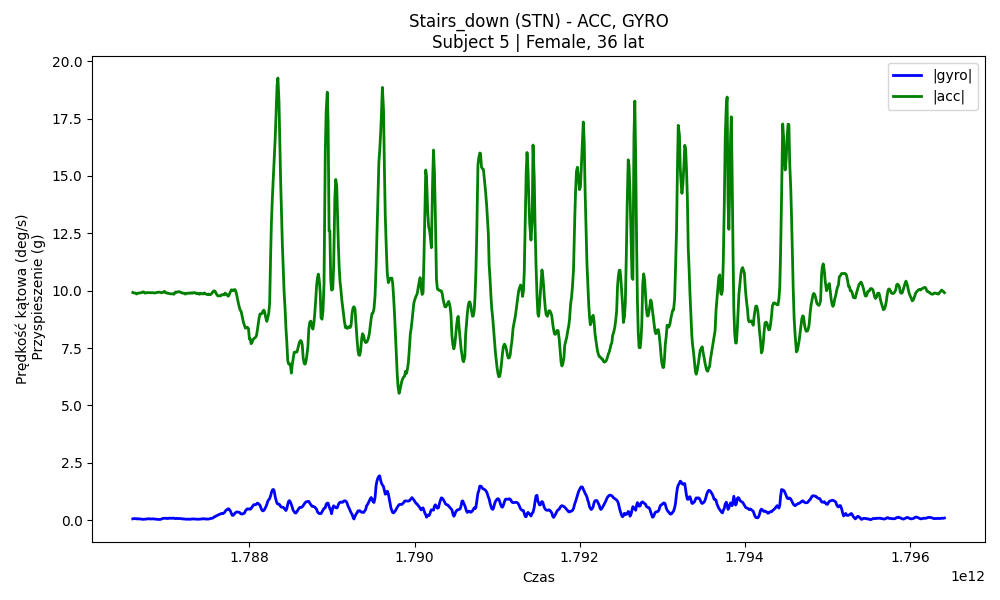 Stairs_down (STN) - ACC, GYRO
Subject 5 | Female, 36 lat
|gyro|
|acc|
Prędkość kątowa (deg/s)
Przyspieszenie (g)
20.0
17.5
15.0
12.5
10.0
7.5
5.0
2.5
0.0
1.788
1.790
1.792
1.794
1.796
1e12
Czas